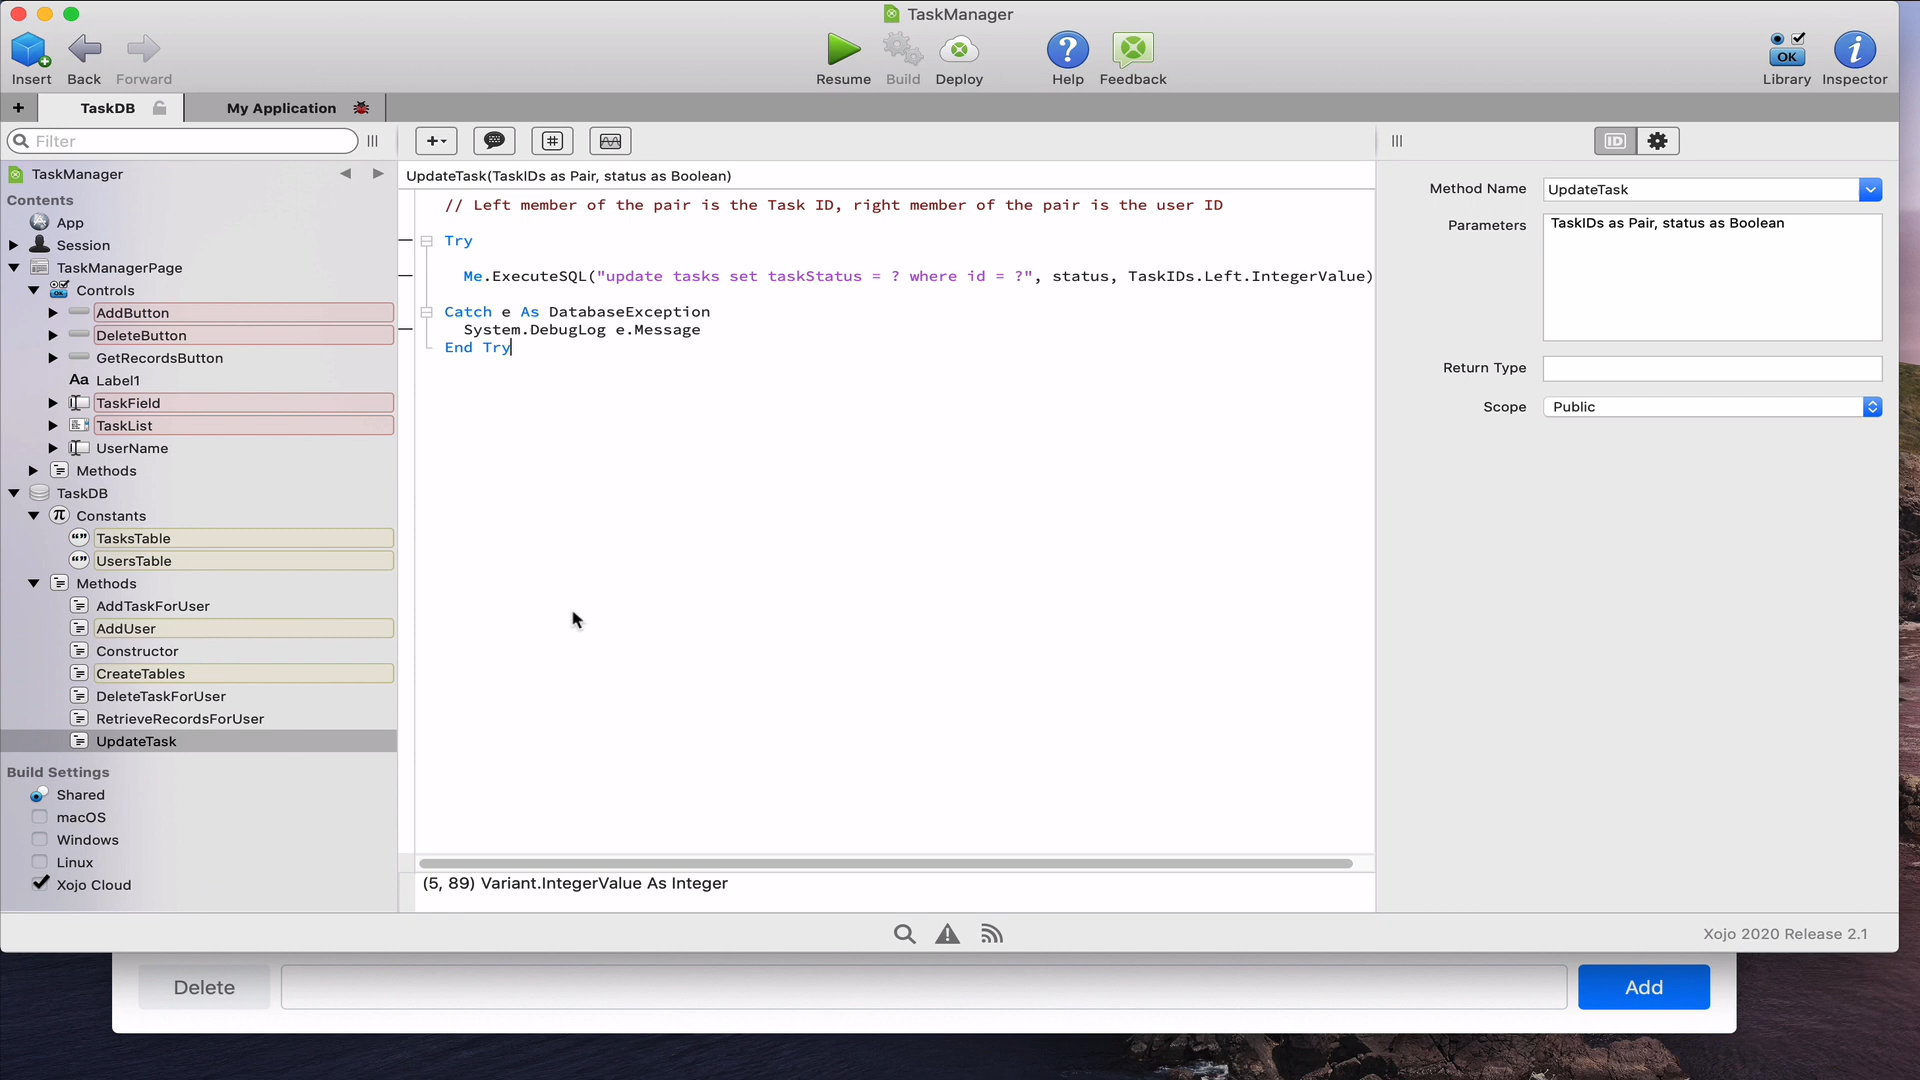 TaskManager
Insert
Back
Forward
Resume
Build
Deploy
Help
Feedback
OK
Library
Inspector
+
TaskDB
My Application
Filter
ID
TaskManager
Contents
App
Session
TaskManagerPage
Controls
AddButton
DeleteButton
GetRecordsButton
Aa Label1
TaskField
TaskList
UserName
Methods
TaskDB
π Constants
TasksTable
UsersTable
Methods
AddTaskForUser
AddUser
Constructor
CreateTables
DeleteTaskForUser
RetrieveRecordsForUser
UpdateTask
Build Settings
Shared
macOS
Windows
Linux
Xojo Cloud
UpdateTask(TaskIDs as Pair, status as Boolean)
// Left member of the pair is the Task ID, right member of the pair is the user ID
Try
Me.ExecuteSQL("update tasks set taskStatus = ? where id = ?", status, TaskIDs.Left.IntegerValue)
Catch e As DatabaseException
System.DebugLog e.Message
End Try
(5, 89) Variant.IntegerValue As Integer
Method Name
UpdateTask
Parameters
TaskIDs as Pair, status as Boolean
Return Type
Scope
Public
Xojo 2020 Release 2.1
Delete
Add